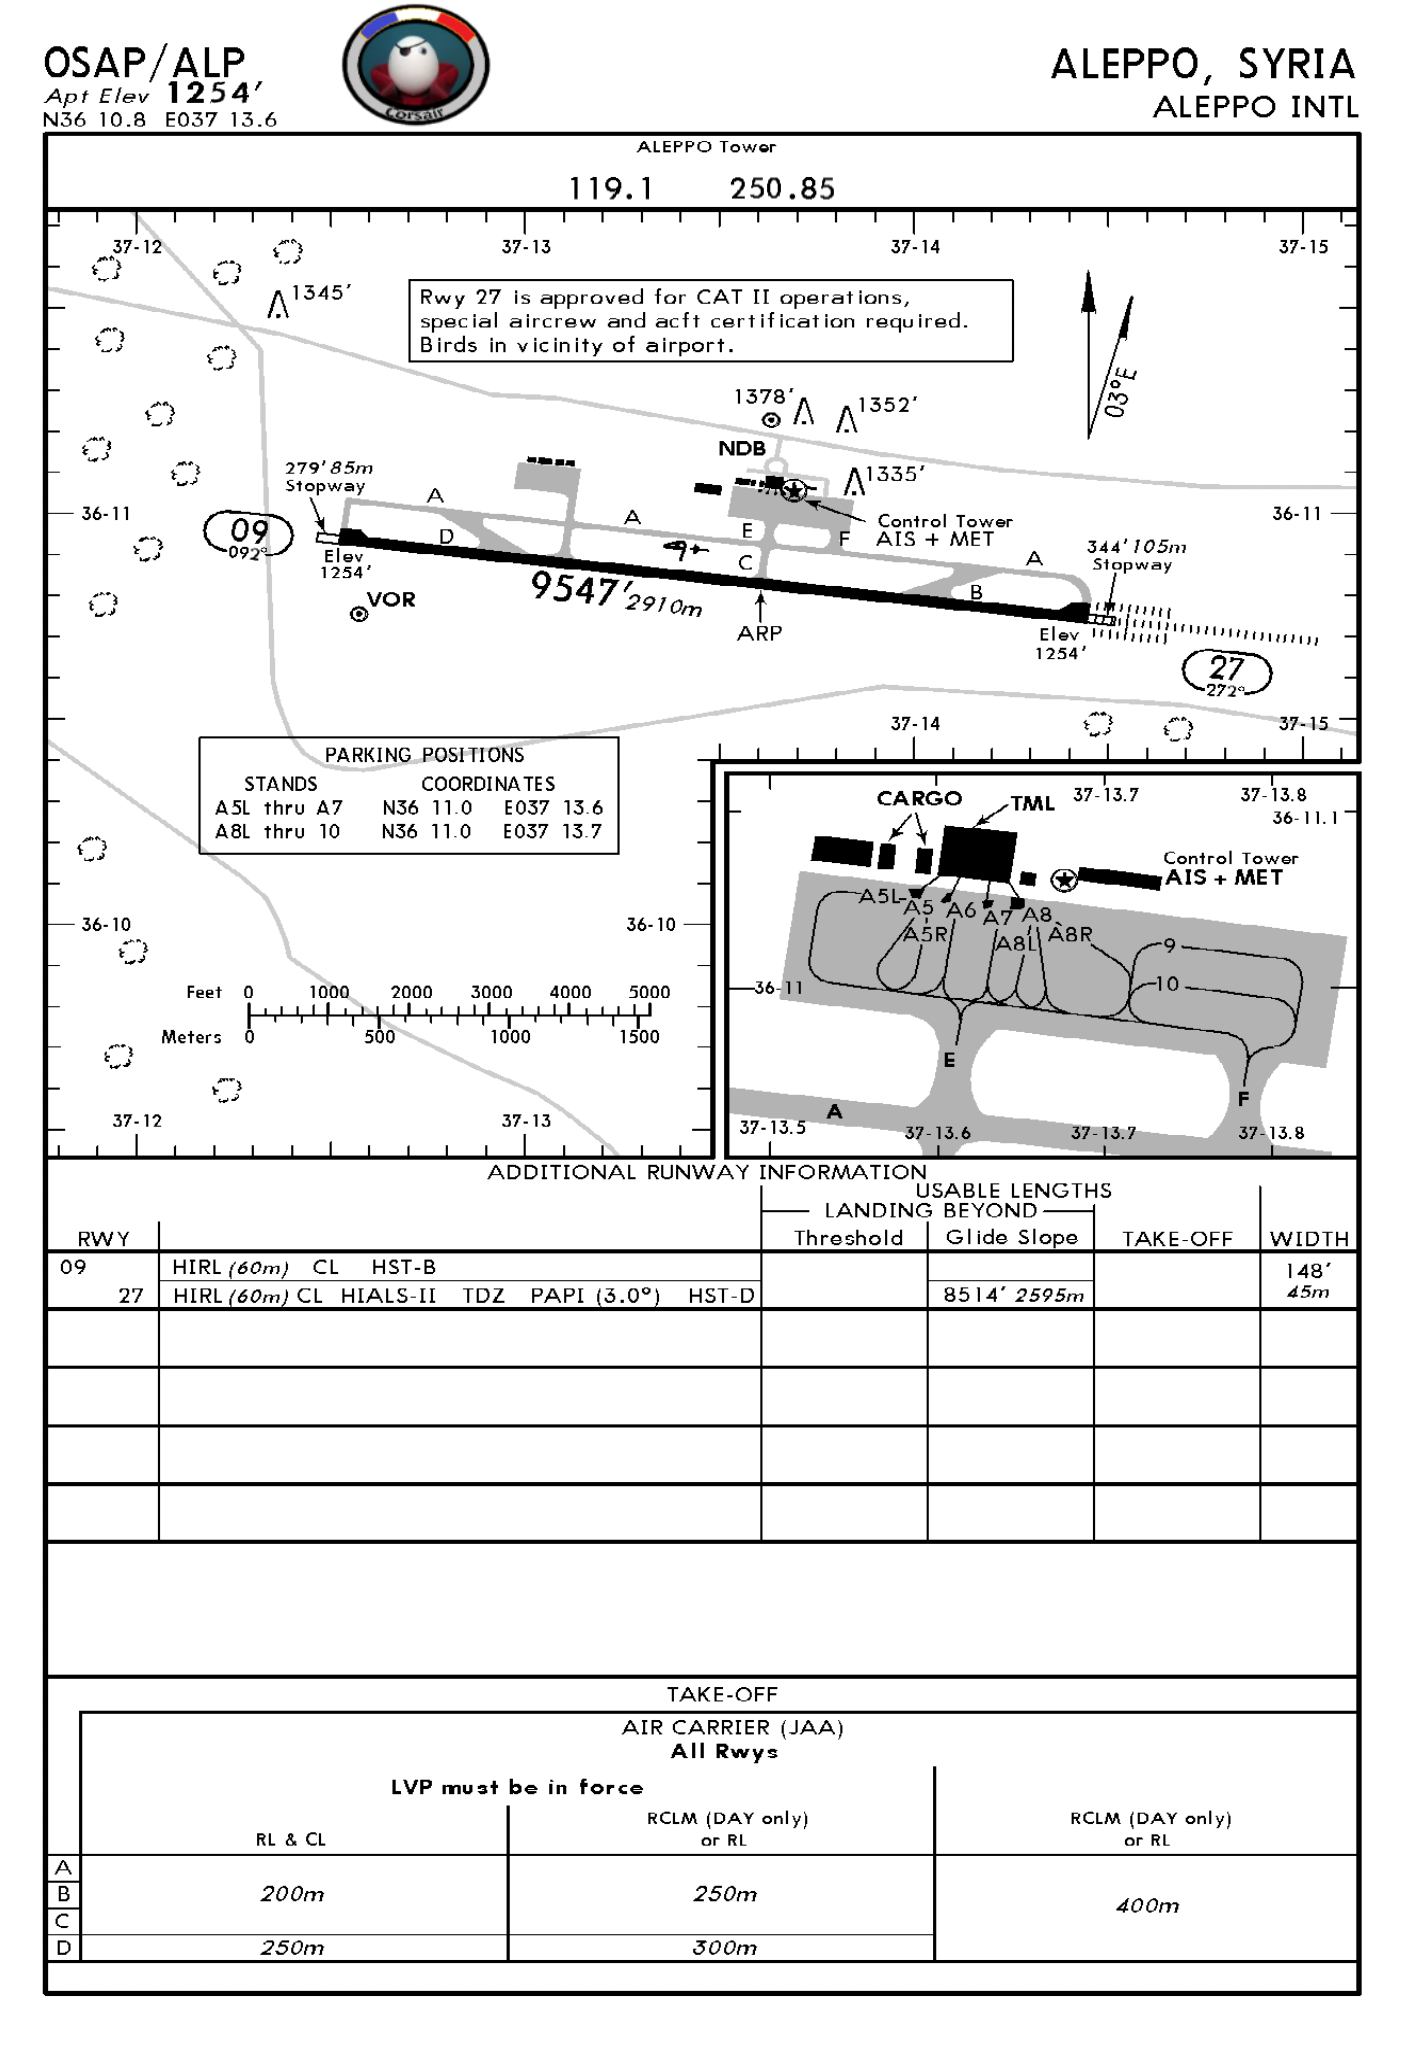 OSAP/ALP
Apt Elev 1254'
N36 10.8 E037 13.6
Corsair
ALEPPO, SYRIA
ALEPPO INTL
ALEPPO Tower
119.1 250.85
37-12 37-13 37-14 37-15
1345'
Rwy 27 is approved for CAT II operations,
special aircrew and acft certification required.
Birds in vicinity of airport.
03°E
1378' 1352'
NDB
1335'
279' 85m
Stopway
A
36-11
09
092°
D
A
E
F
C
Control Tower
AIS + MET
36-11
A
344' 105m
Stopway
Elev
1254'
VOR
9547' 2910m
B
ARP
Elev
1254'
27
272°
37-14 37-15
PARKING POSITIONS
STANDS COORDINATES
A5L thru A7 N36 11.0 E037 13.6
A8L thru 10 N36 11.0 E037 13.7
36-10 36-10
Feet 0 1000 2000 3000 4000 5000
Meters 0 500 1000 1500
37-12 37-13
CARGO TML 37-13.7 37-13.8
36-11.1
Control Tower
AIS + MET
A5L A5 A6 A7 A8
A5R A8L A8R
9
10
36-11
E
F
A
37-13.5 37-13.6 37-13.7 37-13.8
ADDITIONAL RUNWAY INFORMATION
USABLE LENGTHS
LANDING BEYOND
RWY Threshold Glide Slope TAKE-OFF WIDTH
09 HIRL (60m) CL HST-B 148'
27 HIRL (60m) CL HIALS-II TDZ PAPI (3.0°) HST-D 8514' 2595m 45m
TAKE-OFF
AIR CARRIER (JAA)
All Rwys
LVP must be in force
RL & CL
RCLM (DAY only)
or RL
RCLM (DAY only)
or RL
A
B 200m 250m 400m
C
D 250m 300m